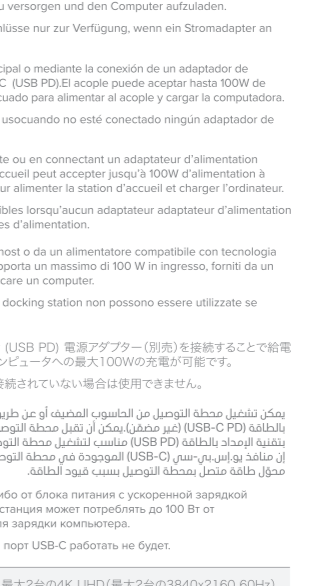 u versorgen und den Computer aufzuladen.
lüsse nur zur Verfügung, wenn ein Stromadapter an
cipal o mediante la conexión de un adaptador de
C (USB PD).El acople puede aceptar hasta 100W de
cuado para alimentar al acople y cargar la computadora.
usocuando no esté conectado ningún adaptador de
te ou en connectant un adaptateur d'alimentation
ccueil peut accepter jusqu'à 100W d'alimentation à
ur alimenter la station d'accueil et charger l'ordinateur.
ibles lorsqu'aucun adaptateur adaptateur d'alimentation
es d'alimentation.
host o da un alimentatore compatibile con tecnologia
pporta un massimo di 100 W in ingresso, forniti da un
icare un computer.
docking station non possono essere utilizzate se
(USB PD) 電源アダプター(別売)を接続することで給電
ンピュータへの最大100Wの充電が可能です。
接続されていない場合は使用できません。
يمكن تشغيل محطة التوصيل من الحاسوب المضيف أو عن طريق
بالطاقة (USB-C PD) (غير مضمّن).يمكن أن تقبل محطة التو
بتقنية الإمداد بالطاقة (USB PD) مناسب لتشغيل محطة التوص
إن منافذ يو.إس.بي-سي (USB-C) الموجودة في محطة التوصيل
محوّل طاقة متصل بمحطة التوصيل بسبب قيود الطاقة.
ибо от блока питания с ускоренной зарядкой
станция может потреблять до 100 Вт от
ля зарядки компьютера.
порт USB-C работать не будет.
最大2台の4K UHD(最大2台の3840x2160 60Hz)